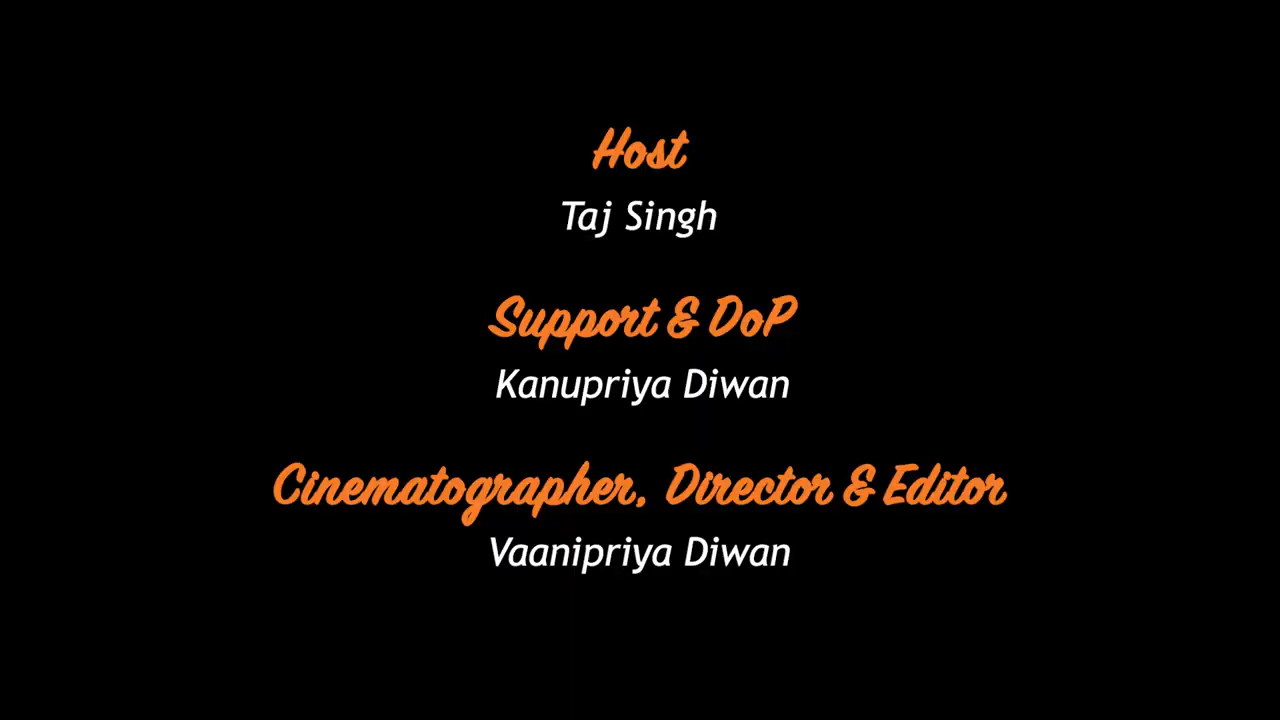 Host
Taj Singh
Support & DoP
Kanupriya Diwan
Cinematographer, Director & Editor
Vaanipriya Diwan